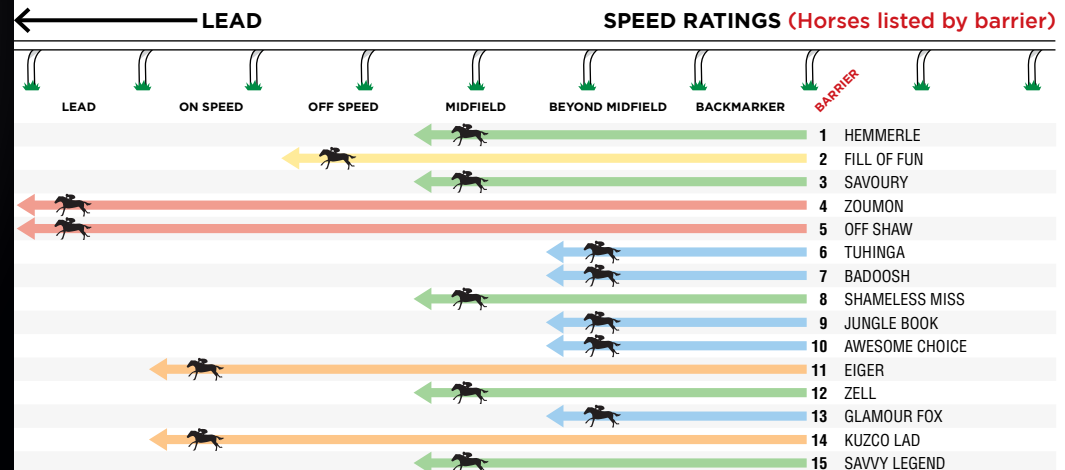 LEAD SPEED RATINGS (Horses listed by barrier)
LEAD ON SPEED OFF SPEED MIDFIELD BEYOND MIDFIELD BACKMARKER BARRIER
1 HEMMERLE
2 FILL OF FUN
3 SAVOURY
4 ZOUMON
5 OFF SHAW
6 TUHINGA
7 BADOOSH
8 SHAMELESS MISS
9 JUNGLE BOOK
10 AWESOME CHOICE
11 EIGER
12 ZELL
13 GLAMOUR FOX
14 KUZCO LAD
15 SAVVY LEGEND